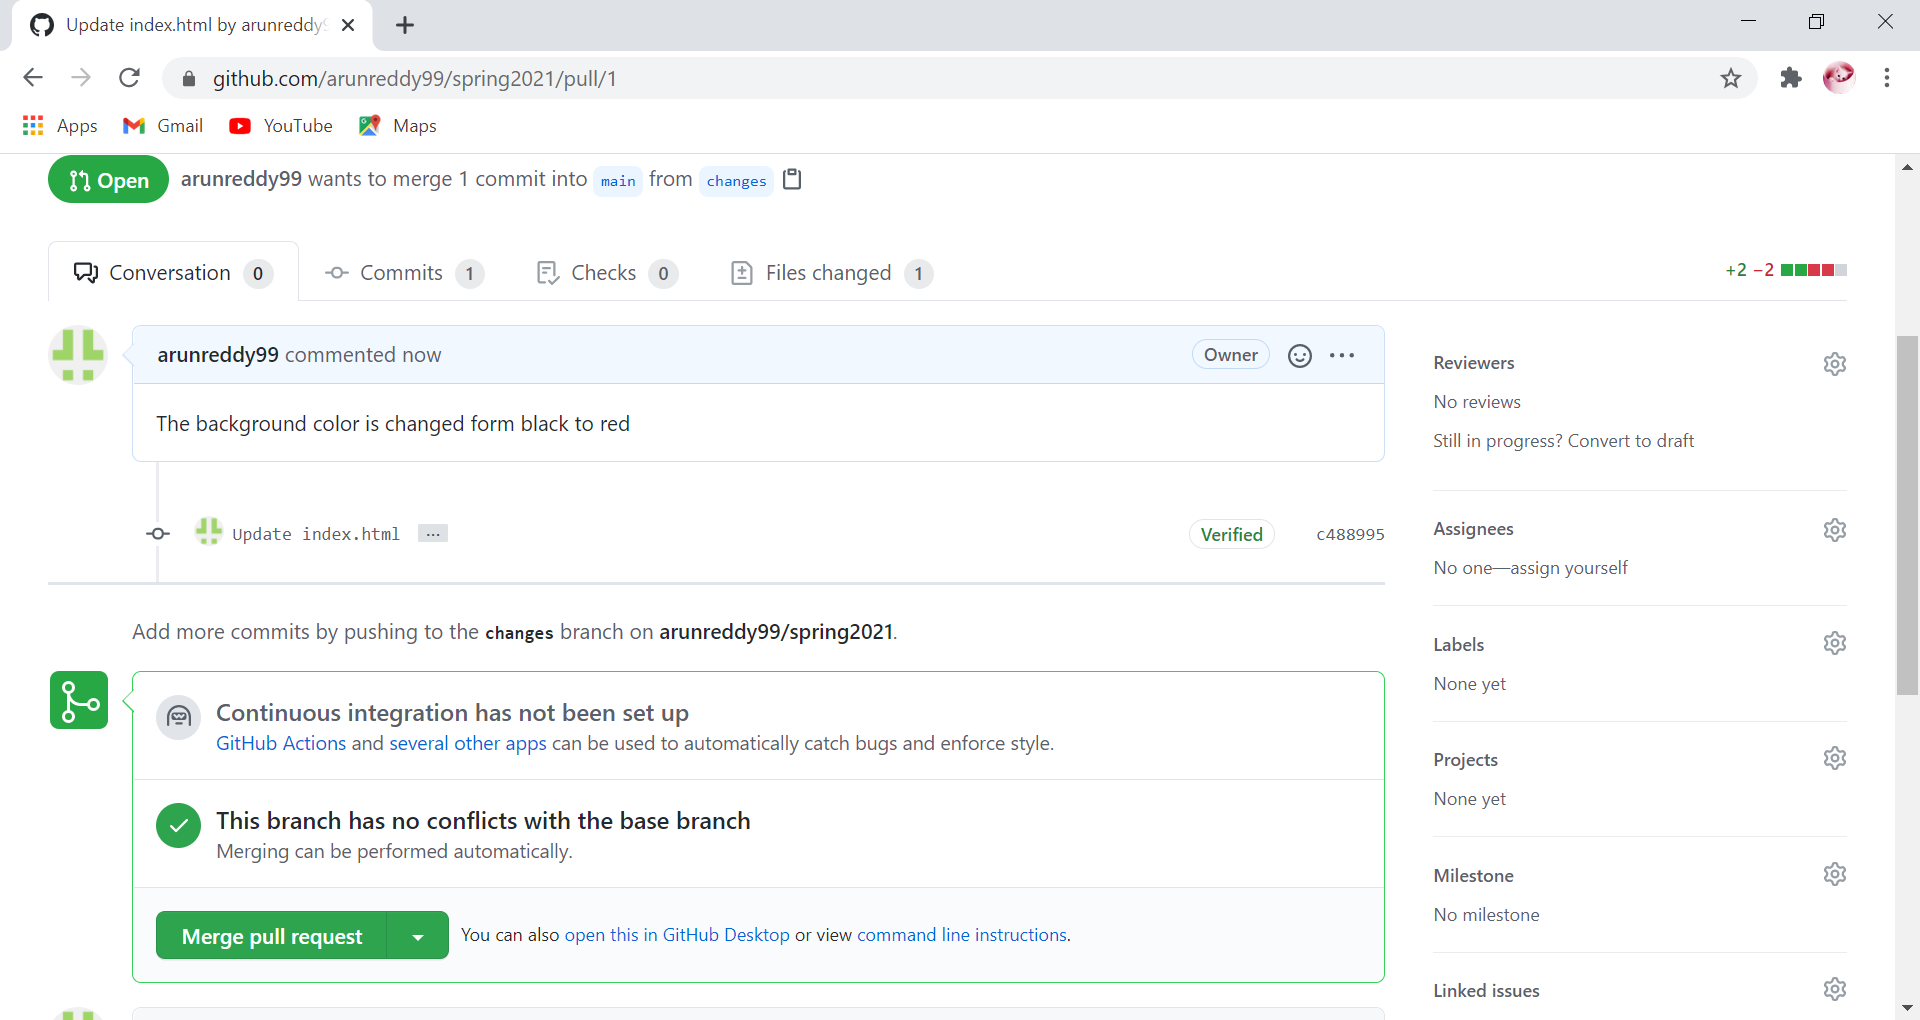 Update index.html by arunreddy9
github.com/arunreddy99/spring2021/pull/1
Apps Gmail YouTube Maps
Open arunreddy99 wants to merge 1 commit into main from changes
Conversation 0 Commits 1 Checks 0 Files changed 1 +2 −2
arunreddy99 commented now Owner
The background color is changed form black to red
Update index.html ... Verified c488995
Add more commits by pushing to the changes branch on arunreddy99/spring2021.
Continuous integration has not been set up
GitHub Actions and several other apps can be used to automatically catch bugs and enforce style.
This branch has no conflicts with the base branch
Merging can be performed automatically.
Merge pull request You can also open this in GitHub Desktop or view command line instructions.
Reviewers
No reviews
Still in progress? Convert to draft
Assignees
No one—assign yourself
Labels
None yet
Projects
None yet
Milestone
No milestone
Linked issues